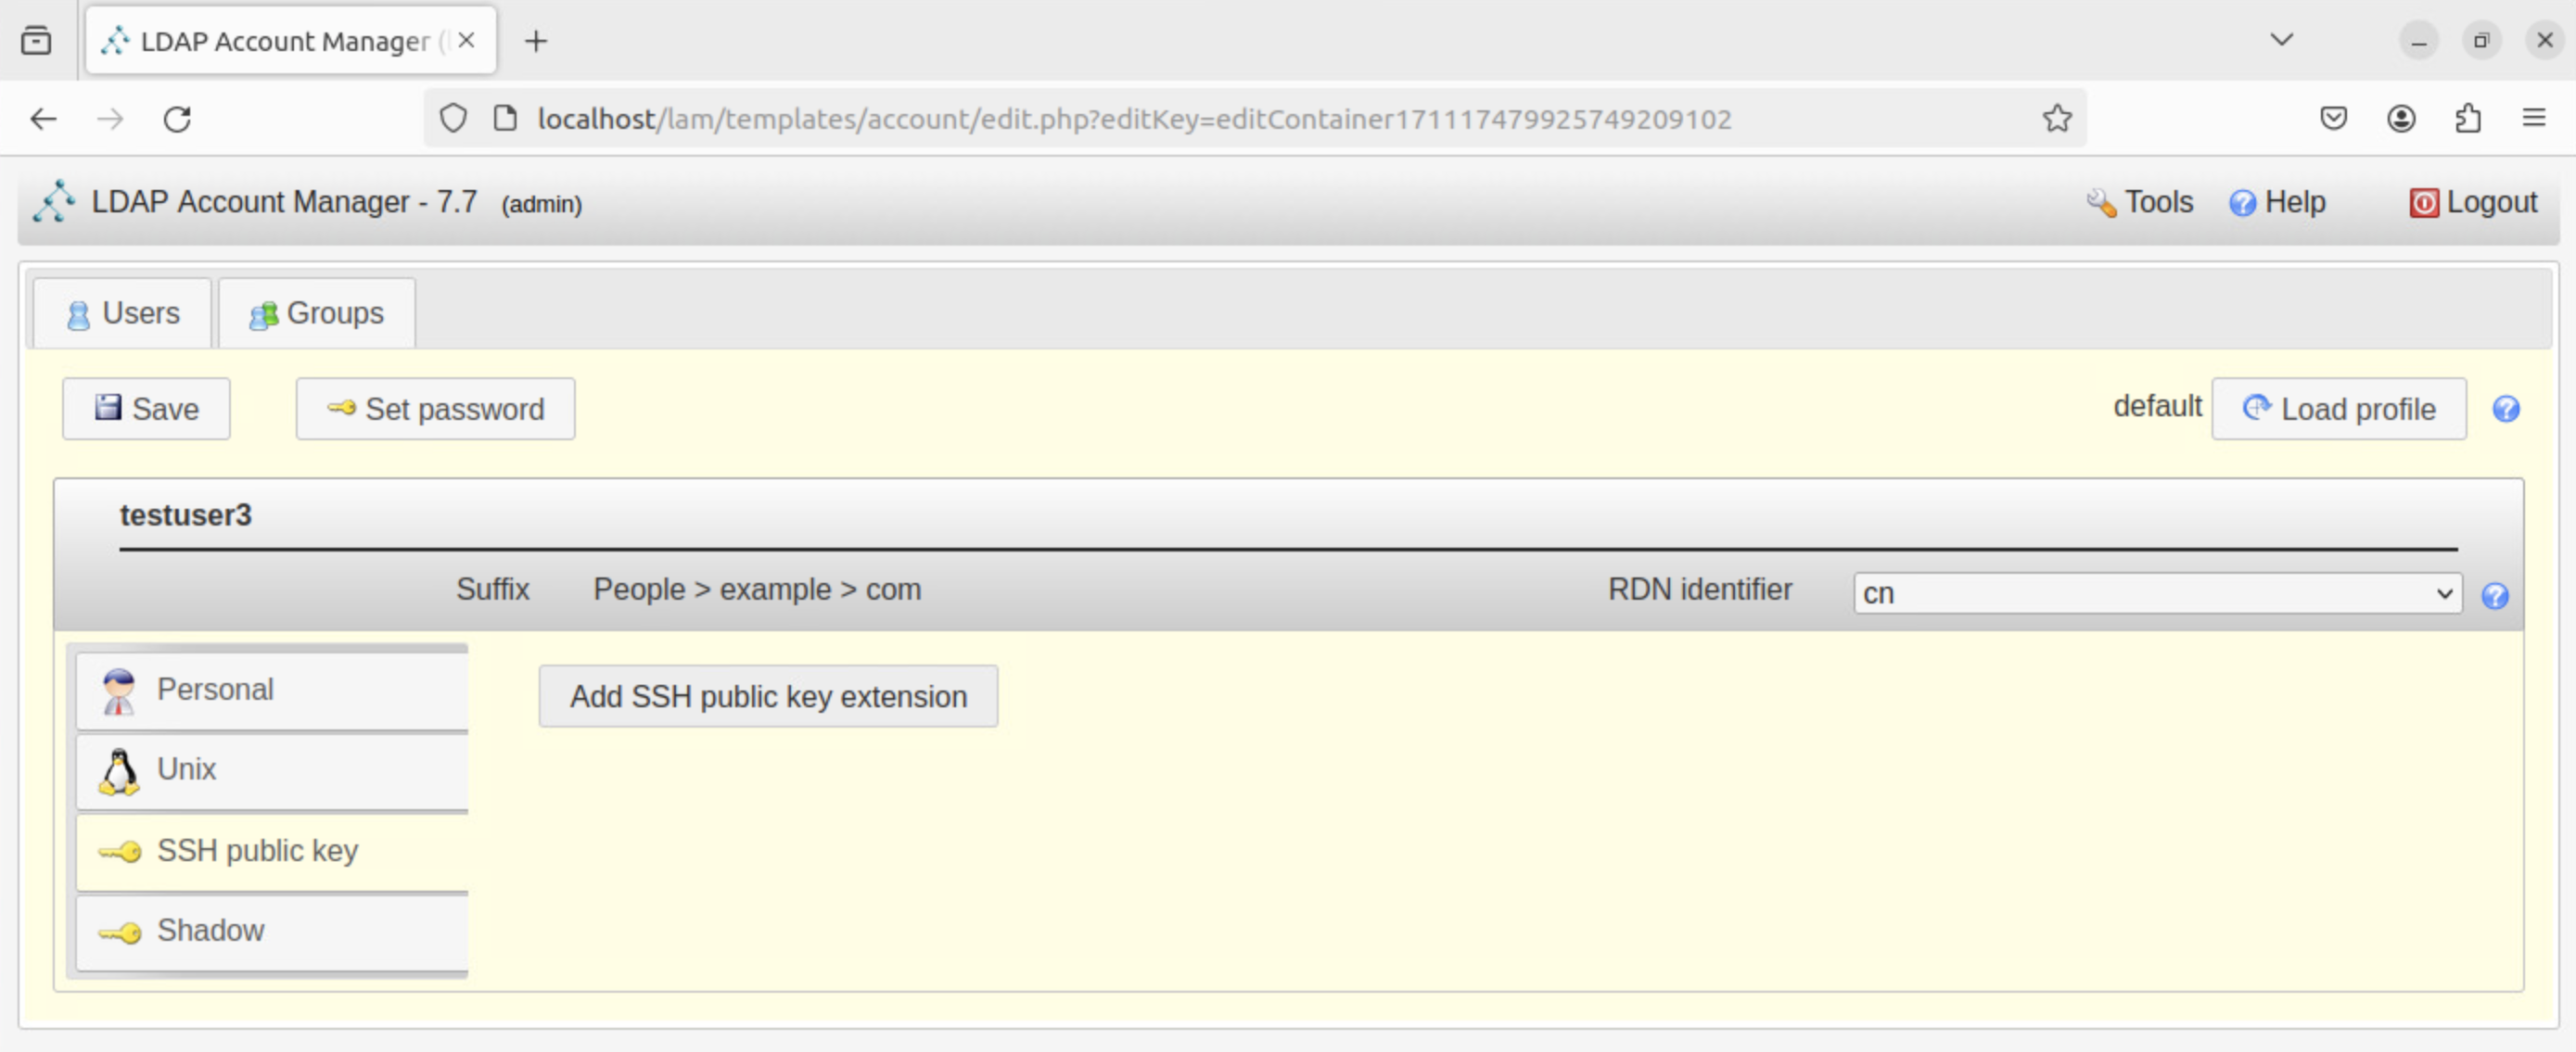 LDAP Account Manager (
localhost/lam/templates/account/edit.php?editKey=editContainer171117479925749209102
LDAP Account Manager - 7.7 (admin) Tools Help Logout
Users Groups
Save Set password default Load profile
testuser3
Suffix People > example > com RDN identifier cn
Personal
Add SSH public key extension
Unix
SSH public key
Shadow